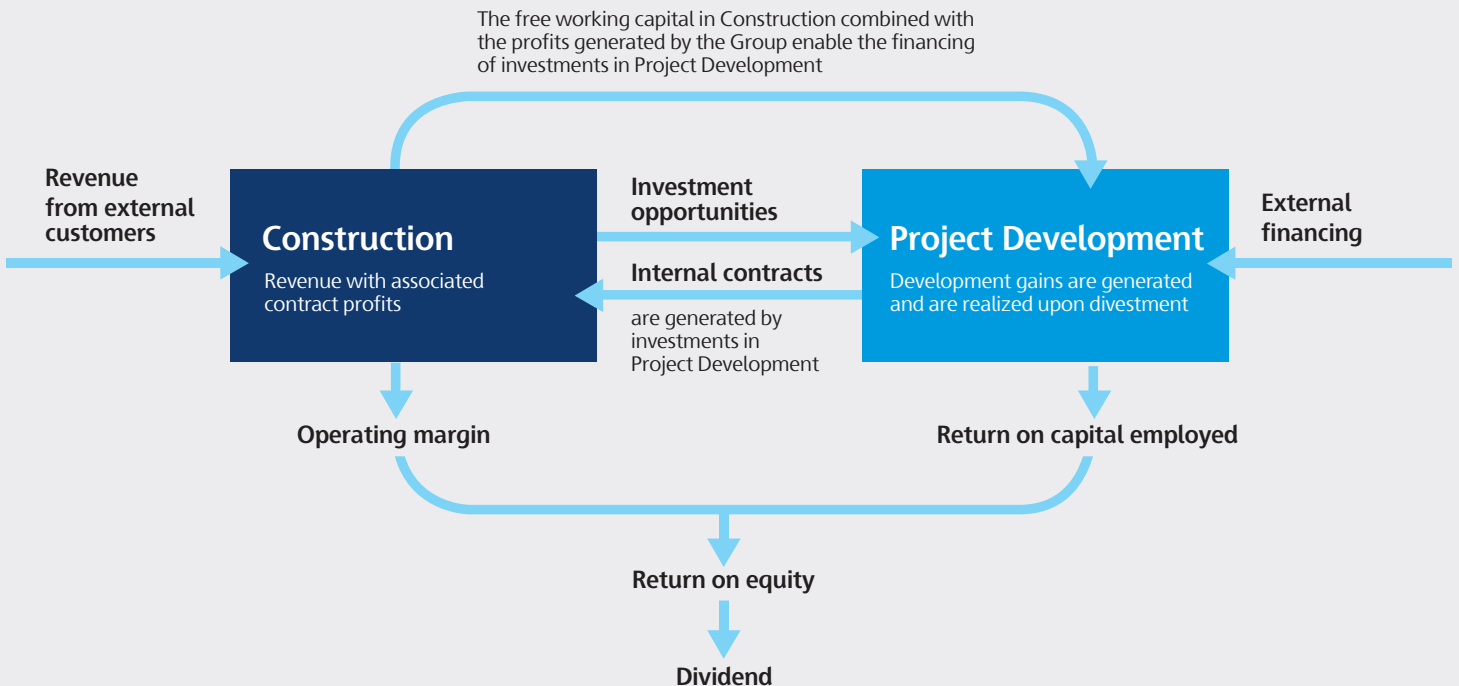 The free working capital in Construction combined with
the profits generated by the Group enable the financing
of investments in Project Development
Revenue
from external
customers
Construction
Revenue with associated
contract profits
Investment
opportunities
Internal contracts
are generated by
investments in
Project Development
Project Development
Development gains are generated
and are realized upon divestment
External
financing
Operating margin
Return on capital employed
Return on equity
Dividend